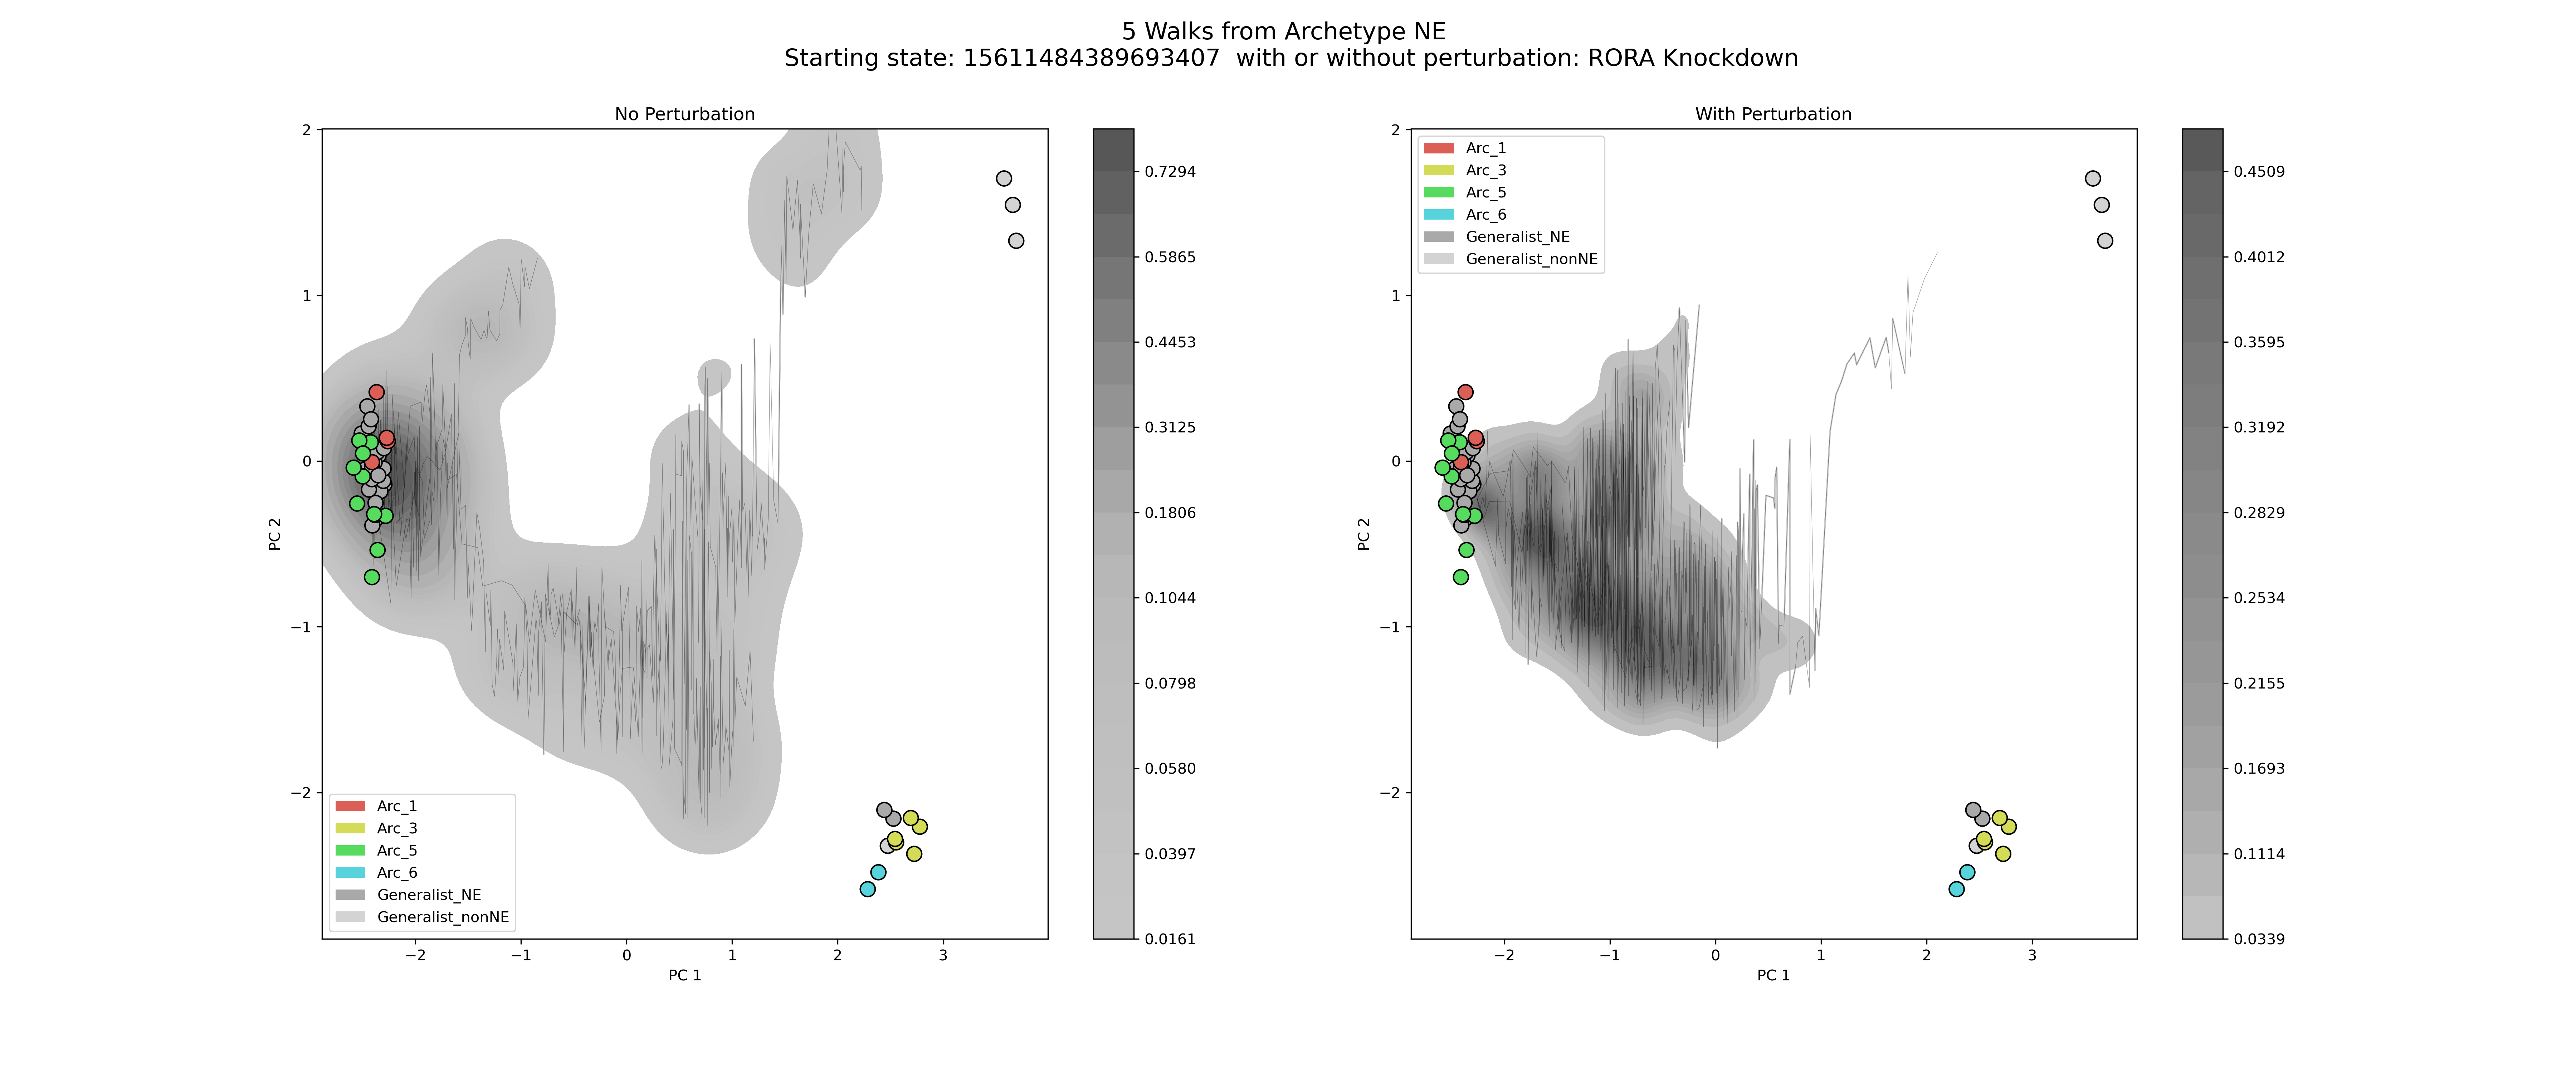 5 Walks from Archetype NE
Starting state: 15611484389693407  with or without perturbation: RORA Knockdown
No Perturbation
PC 2
2
1
0
−1
−2
Arc_1
Arc_3
Arc_5
Arc_6
Generalist_NE
Generalist_nonNE
−2
−1
0
1
2
3
PC 1
0.7294
0.5865
0.4453
0.3125
0.1806
0.1044
0.0798
0.0580
0.0397
0.0161
With Perturbation
PC 2
2
1
0
−1
−2
Arc_1
Arc_3
Arc_5
Arc_6
Generalist_NE
Generalist_nonNE
−2
−1
0
1
2
3
PC 1
0.4509
0.4012
0.3595
0.3192
0.2829
0.2534
0.2155
0.1693
0.1114
0.0339